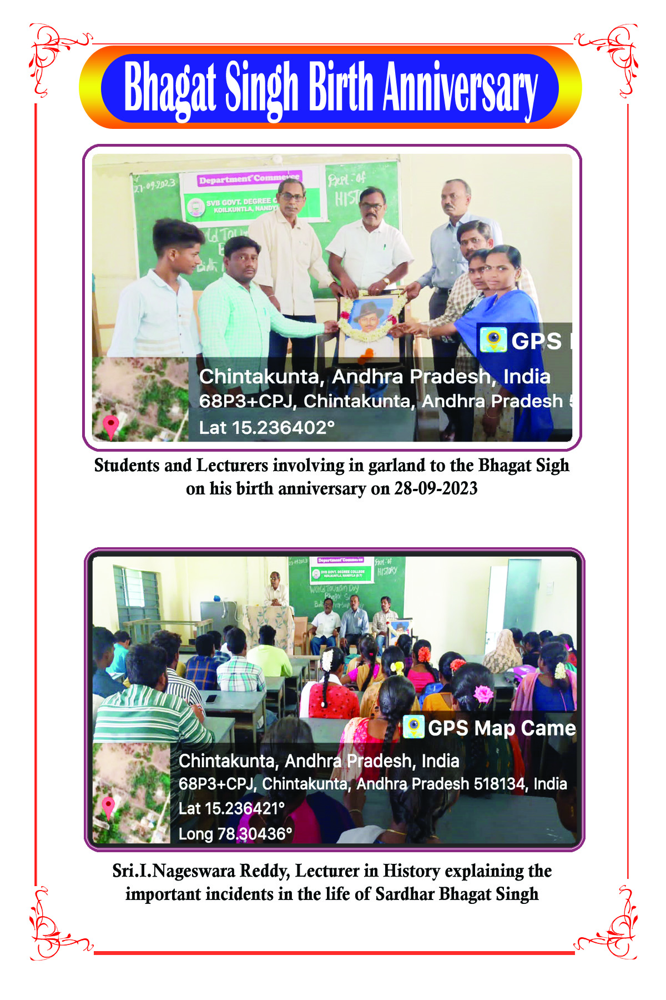 Bhagat Singh Birth Anniversary
27-09-2023
Department of Commerce
Dept. of
SVB GOVT. DEGREE
HIST
KOILKUNTLA,
GPS
Chintakunta, Andhra Pradesh, India
68P3+CPJ, Chintakunta, Andhra Pradesh
Lat 15.236402°
Students and Lecturers involving in garland to the Bhagat Sigh
on his birth anniversary on 28-09-2023
Department of Commerce
Dept. of
SVB GOVT. DEGREE COLLEGE
HISTORY
KOILKUNTLA, NANDYLA (D.T)
World Tourism Day
Bhagat
GPS Map Came
Chintakunta, Andhra Pradesh, India
68P3+CPJ, Chintakunta, Andhra Pradesh 518134, India
Lat 15.236421°
Long 78.30436°
Sri.I.Nageswara Reddy, Lecturer in History explaining the
important incidents in the life of Sardhar Bhagat Singh